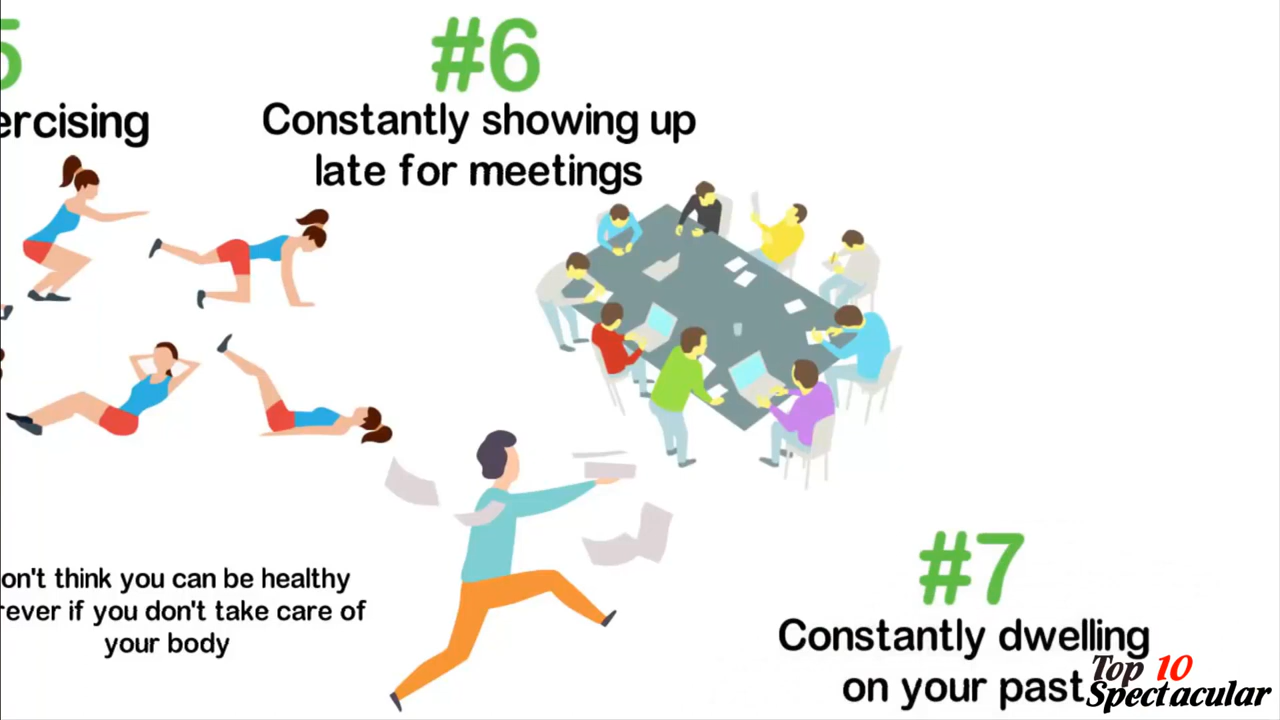 5
ercising
#6
Constantly showing up
late for meetings
on't think you can be healthy
rever if you don't take care of
your body
#7
Constantly dwelling
on your past
Top 10
Spectacular